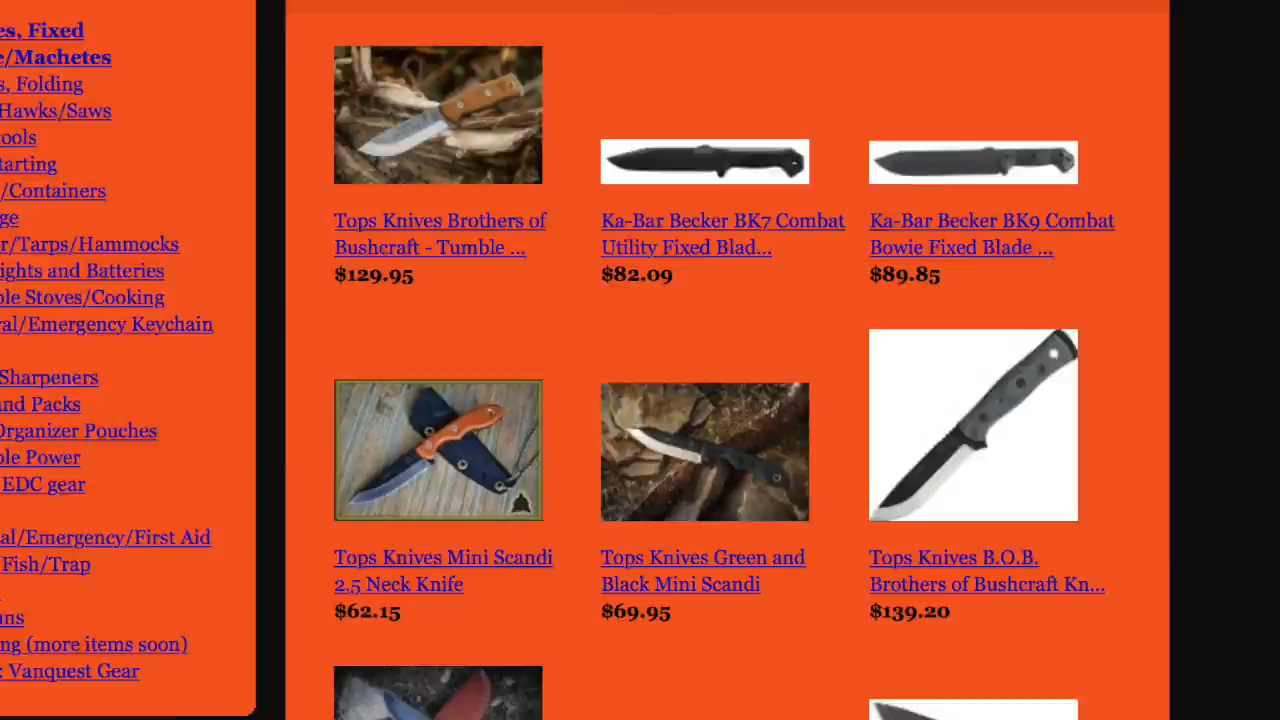 es, Fixed
e/Machetes
s, Folding
Hawks/Saws
tools
tarting
/Containers
ge
r/Tarps/Hammocks
ights and Batteries
ble Stoves/Cooking
val/Emergency Keychain
Sharpeners
and Packs
Organizer Pouches
ble Power
EDC gear
al/Emergency/First Aid
Fish/Trap
ns
ng (more items soon)
: Vanquest Gear
Tops Knives Brothers of
Bushcraft - Tumble ...
$129.95
Ka-Bar Becker BK7 Combat
Utility Fixed Blad...
$82.09
Ka-Bar Becker BK9 Combat
Bowie Fixed Blade ...
$89.85
Tops Knives Mini Scandi
2.5 Neck Knife
$62.15
Tops Knives Green and
Black Mini Scandi
$69.95
Tops Knives B.O.B.
Brothers of Bushcraft Kn...
$139.20